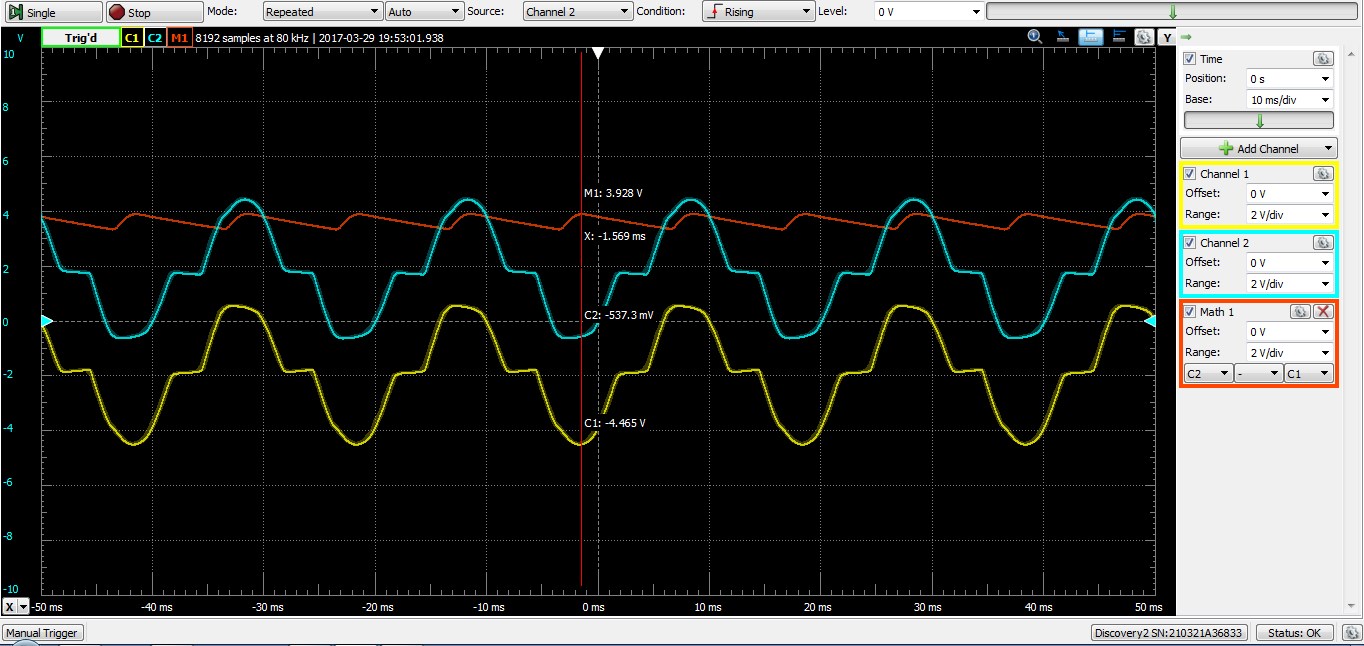 Single Stop Mode: Repeated Auto Source: Channel 2 Condition: Rising Level: 0 V
V Trig'd C1 C2 M1 8192 samples at 80 kHz | 2017-03-29 19:53:01.938 Y
10
8
6
4
2
0
-2
-4
-6
-8
-10
M1: 3.928 V
X: -1.569 ms
C2: -537.3 mV
C1: -4.465 V
X -50 ms -40 ms -30 ms -20 ms -10 ms 0 ms 10 ms 20 ms 30 ms 40 ms 50 ms
Time
Position: 0 s
Base: 10 ms/div
Add Channel
Channel 1
Offset: 0 V
Range: 2 V/div
Channel 2
Offset: 0 V
Range: 2 V/div
Math 1
Offset: 0 V
Range: 2 V/div
C2 - C1
Manual Trigger Discovery2 SN:210321A36833 Status: OK